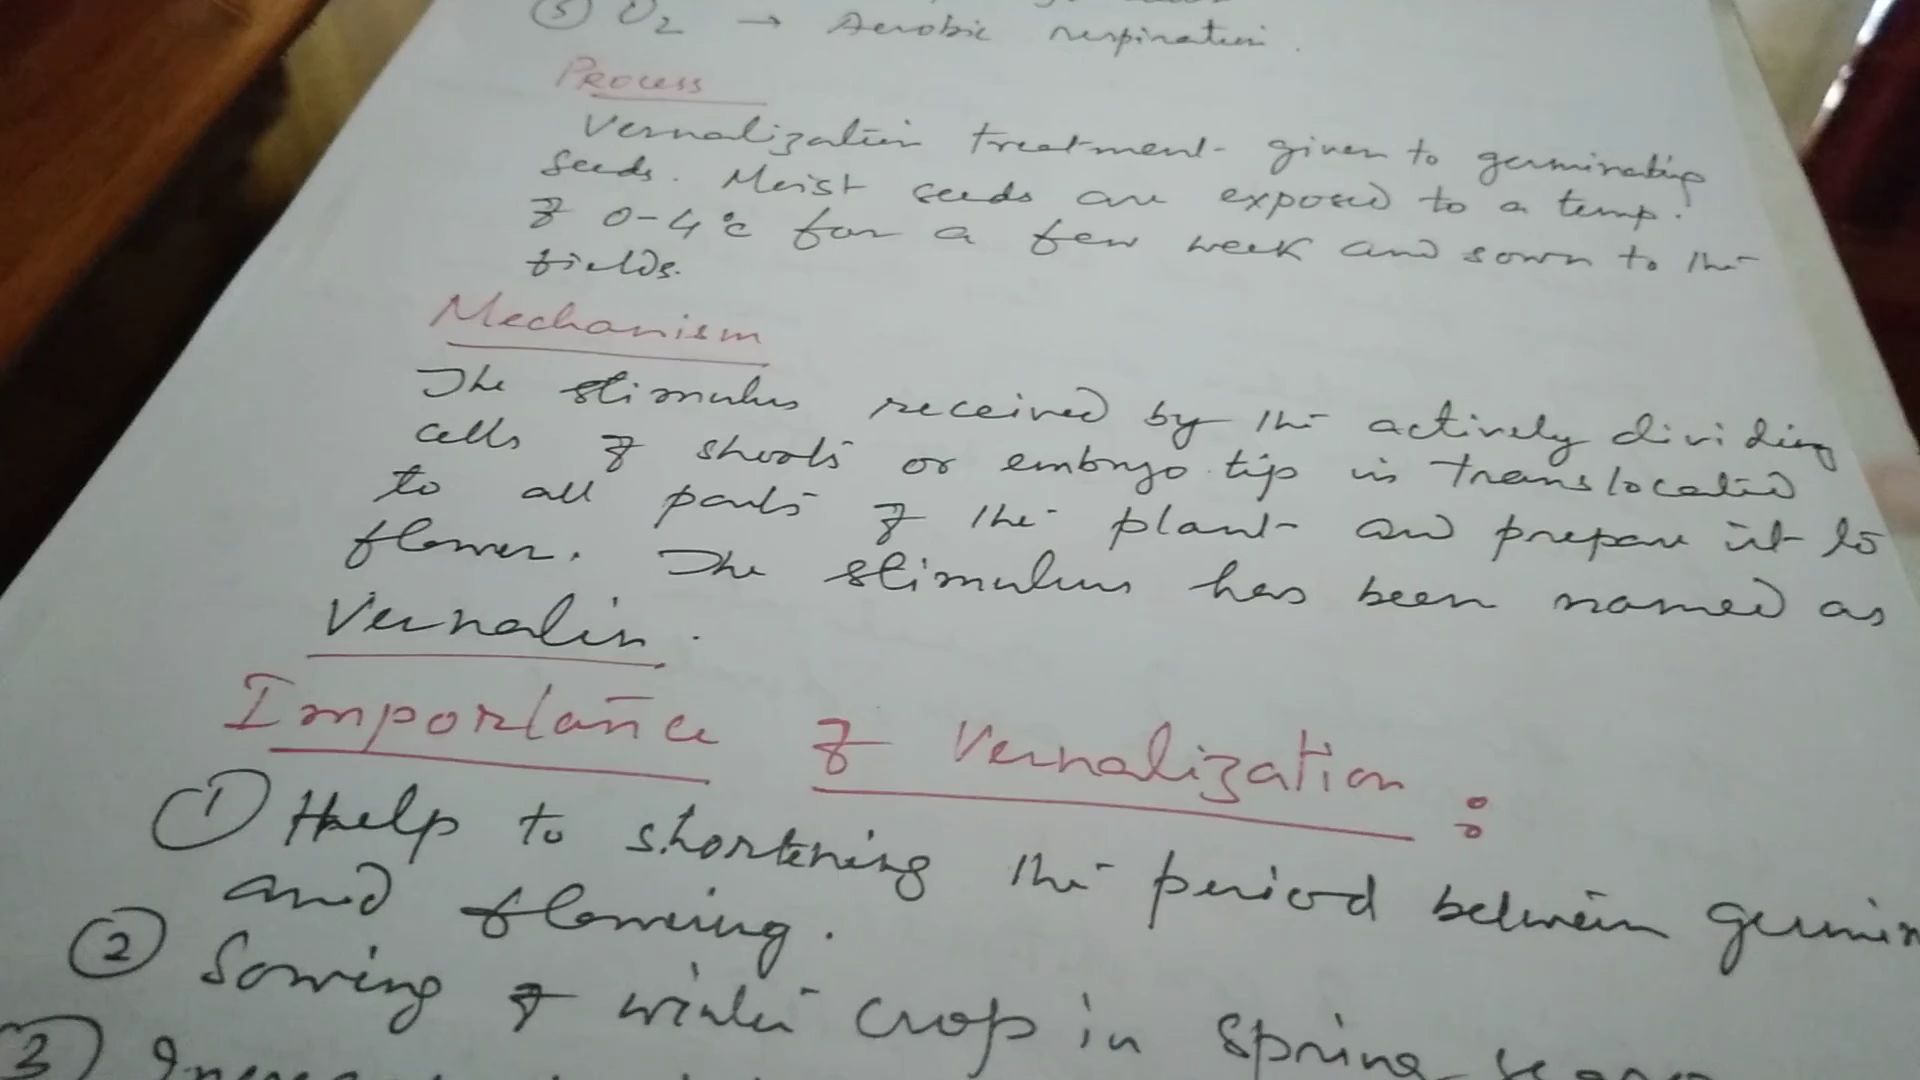 ⑤ O2 → Aerobic respiration.
Process
Vernalization treatment given to germinating
seeds. Moist seeds are exposed to a temp.
of 0-4°c for a few week and sown to the
fields.
Mechanism
The stimulus received by the actively dividing
cells of shoots or embryo tip is translocated
to all parts of the plant and prepare it to
flower. The stimulus has been named as
Vernalin.
Importance of Vernalization:
① Help to shortening the period between germin
and flowering.
② Sowing of winter crop in spring
③